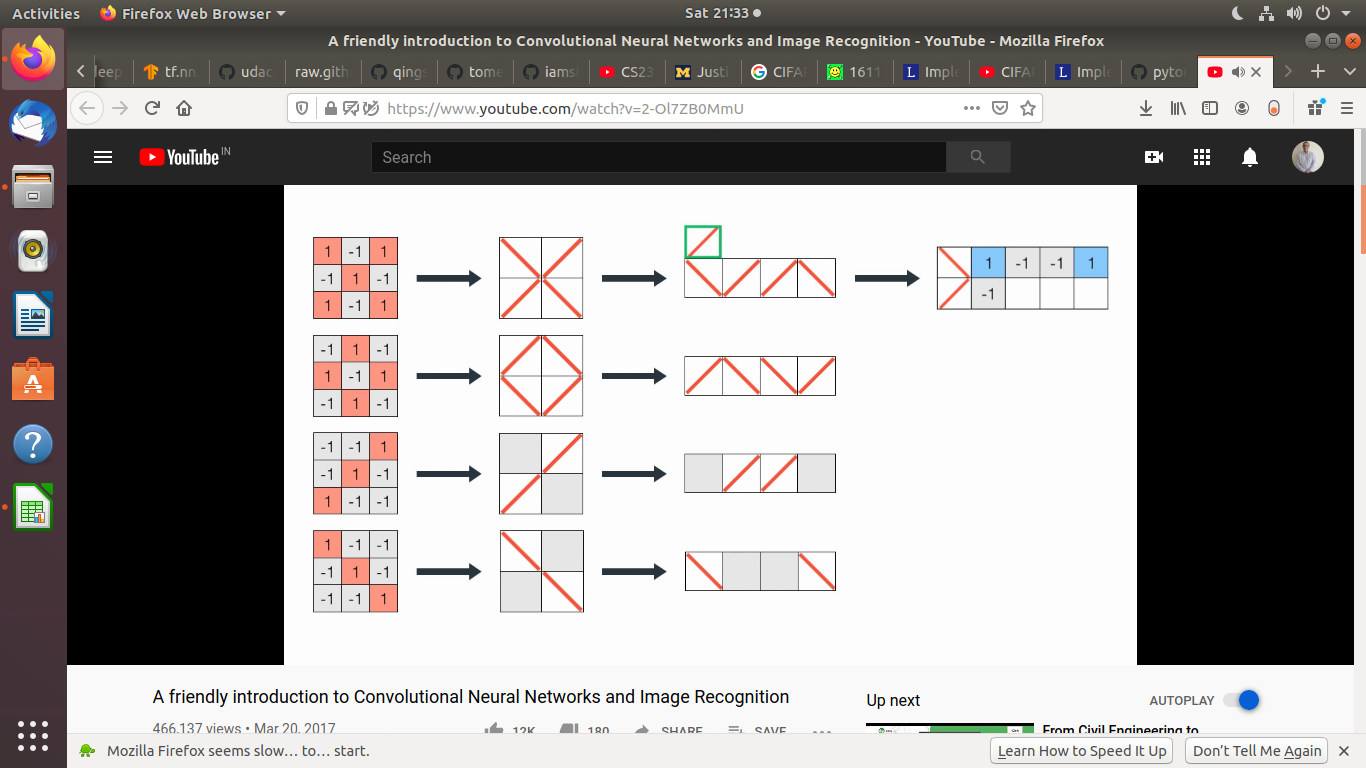 Activities Firefox Web Browser Sat 21:33
A friendly introduction to Convolutional Neural Networks and Image Recognition - YouTube - Mozilla Firefox
tf.nn udac raw.gith qings tome iams CS23 Justi CIFA 1611 Imple CIFA Imple pytor
https://www.youtube.com/watch?v=2-Ol7ZB0MmU
YouTube IN Search
1 -1 1
-1 1 -1
1 -1 1
1 -1 -1 1
-1
-1 1 -1
1 -1 1
-1 1 -1
-1 -1 1
-1 1 -1
1 -1 -1
1 -1 -1
-1 1 -1
-1 -1 1
A friendly introduction to Convolutional Neural Networks and Image Recognition
Up next AUTOPLAY
466,137 views • Mar 20, 2017 12K 180 SHARE SAVE
From Civil Engineering to
Mozilla Firefox seems slow... to... start. Learn How to Speed It Up Don't Tell Me Again